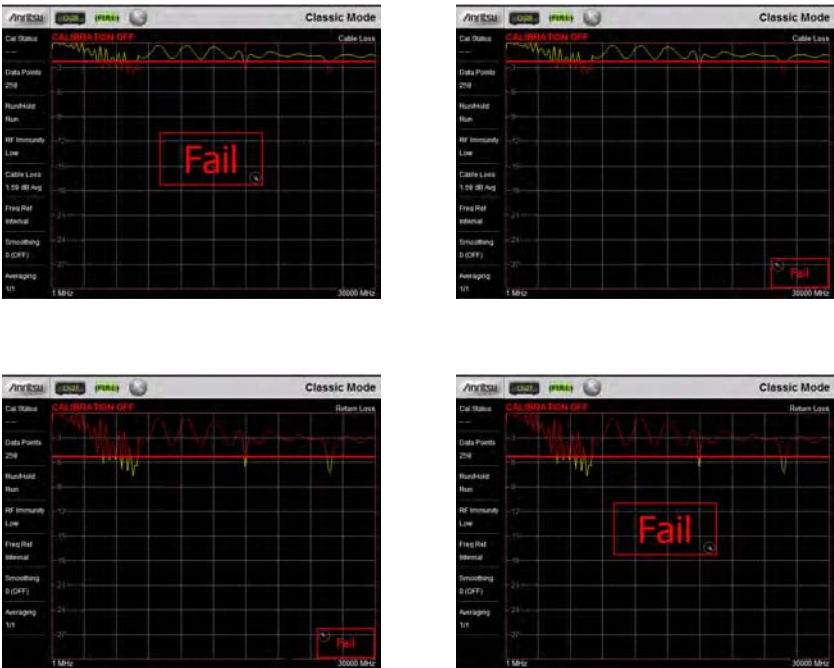 Anritsu
Classic Mode
Cal Status
CALIBRATION OFF
Cable Loss
---
Data Points
259
Run/Hold
Run
RF Immunity
Low
Cable Loss
1.59 dB Avg
Freq Ref
Internal
Smoothing
0 (OFF)
Averaging
1/1
Fail
1 MHz
30000 MHz
Anritsu
Classic Mode
Cal Status
CALIBRATION OFF
Cable Loss
---
Data Points
259
Run/Hold
Run
RF Immunity
Low
Cable Loss
1.59 dB Avg
Freq Ref
Internal
Smoothing
0 (OFF)
Averaging
1/1
Fail
1 MHz
30000 MHz
Anritsu
Classic Mode
Cal Status
CALIBRATION OFF
Return Loss
---
Data Points
259
Run/Hold
Run
RF Immunity
Low
Freq Ref
Internal
Smoothing
0 (OFF)
Averaging
1/1
Fail
1 MHz
30000 MHz
Anritsu
Classic Mode
Cal Status
CALIBRATION OFF
Return Loss
---
Data Points
259
Run/Hold
Run
RF Immunity
Low
Freq Ref
Internal
Smoothing
0 (OFF)
Averaging
1/1
Fail
1 MHz
30000 MHz